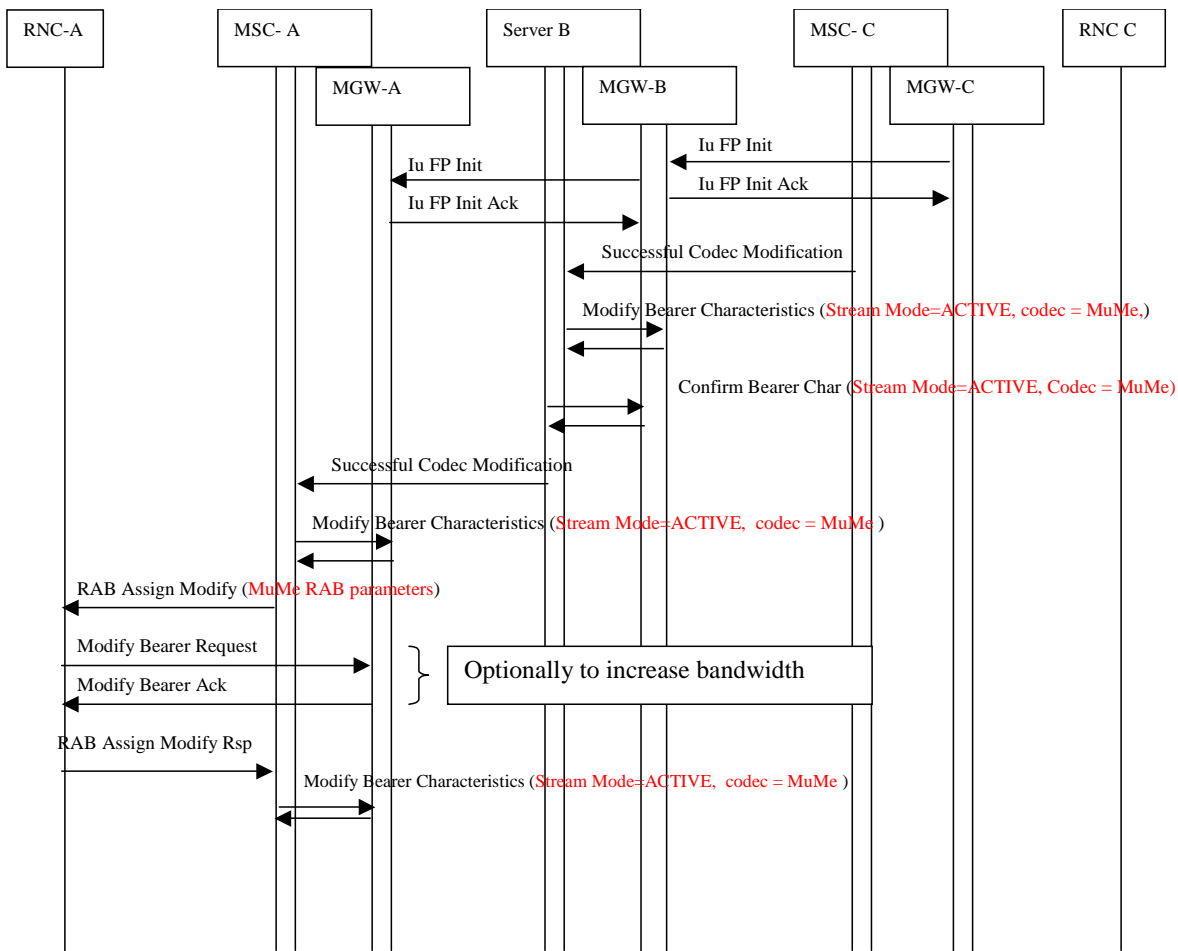 RNC-A
MSC- A
Server B
MSC- C
RNC C
MGW-A
MGW-B
MGW-C
Iu FP Init
Iu FP Init
Iu FP Init Ack
Iu FP Init Ack
Successful Codec Modification
Modify Bearer Characteristics (Stream Mode=ACTIVE, codec = MuMe,)
Confirm Bearer Char (Stream Mode=ACTIVE, Codec = MuMe)
Successful Codec Modification
Modify Bearer Characteristics (Stream Mode=ACTIVE, codec = MuMe )
RAB Assign Modify (MuMe RAB parameters)
Modify Bearer Request
Optionally to increase bandwidth
Modify Bearer Ack
RAB Assign Modify Rsp
Modify Bearer Characteristics (Stream Mode=ACTIVE, codec = MuMe )